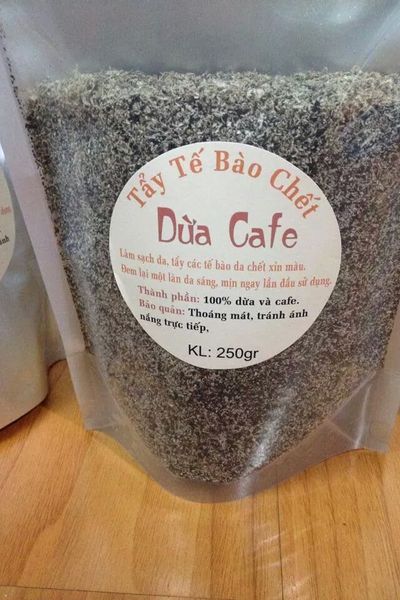 Tẩy Tế Bào Chết
Dừa Cafe
Làm sạch da, tẩy các tế bào da chết xỉn màu.
Đem lại một làn da sáng, mịn ngay lần đầu sử dụng.
Thành phần: 100% dừa và cafe.
Bảo quản: Thoáng mát, tránh ánh
nắng trực tiếp.
KL: 250gr